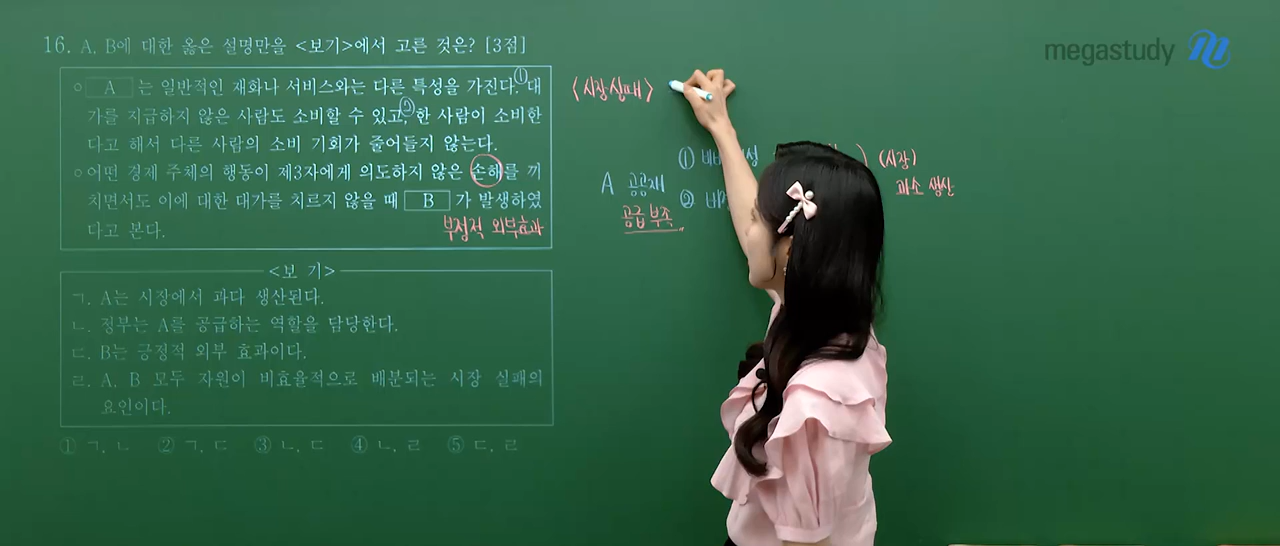 16. A, B에 대한 옳은 설명만을 <보기>에서 고른 것은? [3점]
○ A 는 일반적인 재화나 서비스와는 다른 특성을 가진다. ① 대
가를 지급하지 않은 사람도 소비할 수 있고, ② 한 사람이 소비한
다고 해서 다른 사람의 소비 기회가 줄어들지 않는다.
○ 어떤 경제 주체의 행동이 제3자에게 의도하지 않은 손해를 끼
치면서도 이에 대한 대가를 치르지 않을 때 B 가 발생하였
다고 본다.
부정적 외부효과
<보 기>
ㄱ. A는 시장에서 과다 생산된다.
ㄴ. 정부는 A를 공급하는 역할을 담당한다.
ㄷ. B는 긍정적 외부 효과이다.
ㄹ. A, B 모두 자원이 비효율적으로 배분되는 시장 실패의
요인이다.
① ㄱ, ㄴ ② ㄱ, ㄷ ③ ㄴ, ㄷ ④ ㄴ, ㄹ ⑤ ㄷ, ㄹ
<시장실패>
A 공공재
공급 부족
①
②
(시장)
과소 생산
megastudy